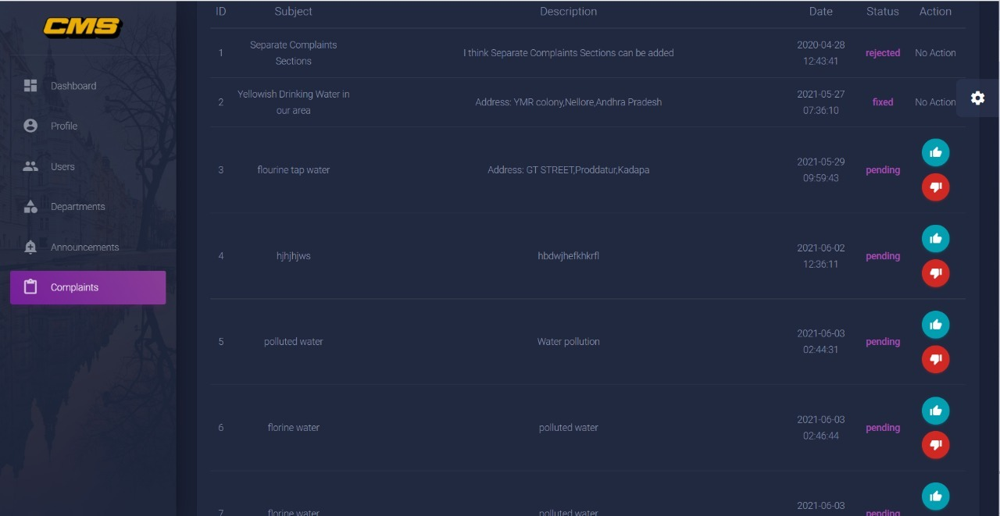 CMS
Dashboard
Profile
Users
Departments
Announcements
Complaints
ID Subject Description Date Status Action
1 Separate Complaints Sections I think Separate Complaints Sections can be added 2020-04-28 12:43:41 rejected No Action
2 Yellowish Drinking Water in our area Address: YMR colony,Nellore,Andhra Pradesh 2021-05-27 07:36:10 fixed No Action
3 flourine tap water Address: GT STREET,Proddatur,Kadapa 2021-05-29 09:59:43 pending
4 hjhjhjws hbdwjhefkhkrfl 2021-06-02 12:36:11 pending
5 polluted water Water pollution 2021-06-03 02:44:31 pending
6 florine water polluted water 2021-06-03 02:46:44 pending
7 florine water polluted water 2021-06-03 pending